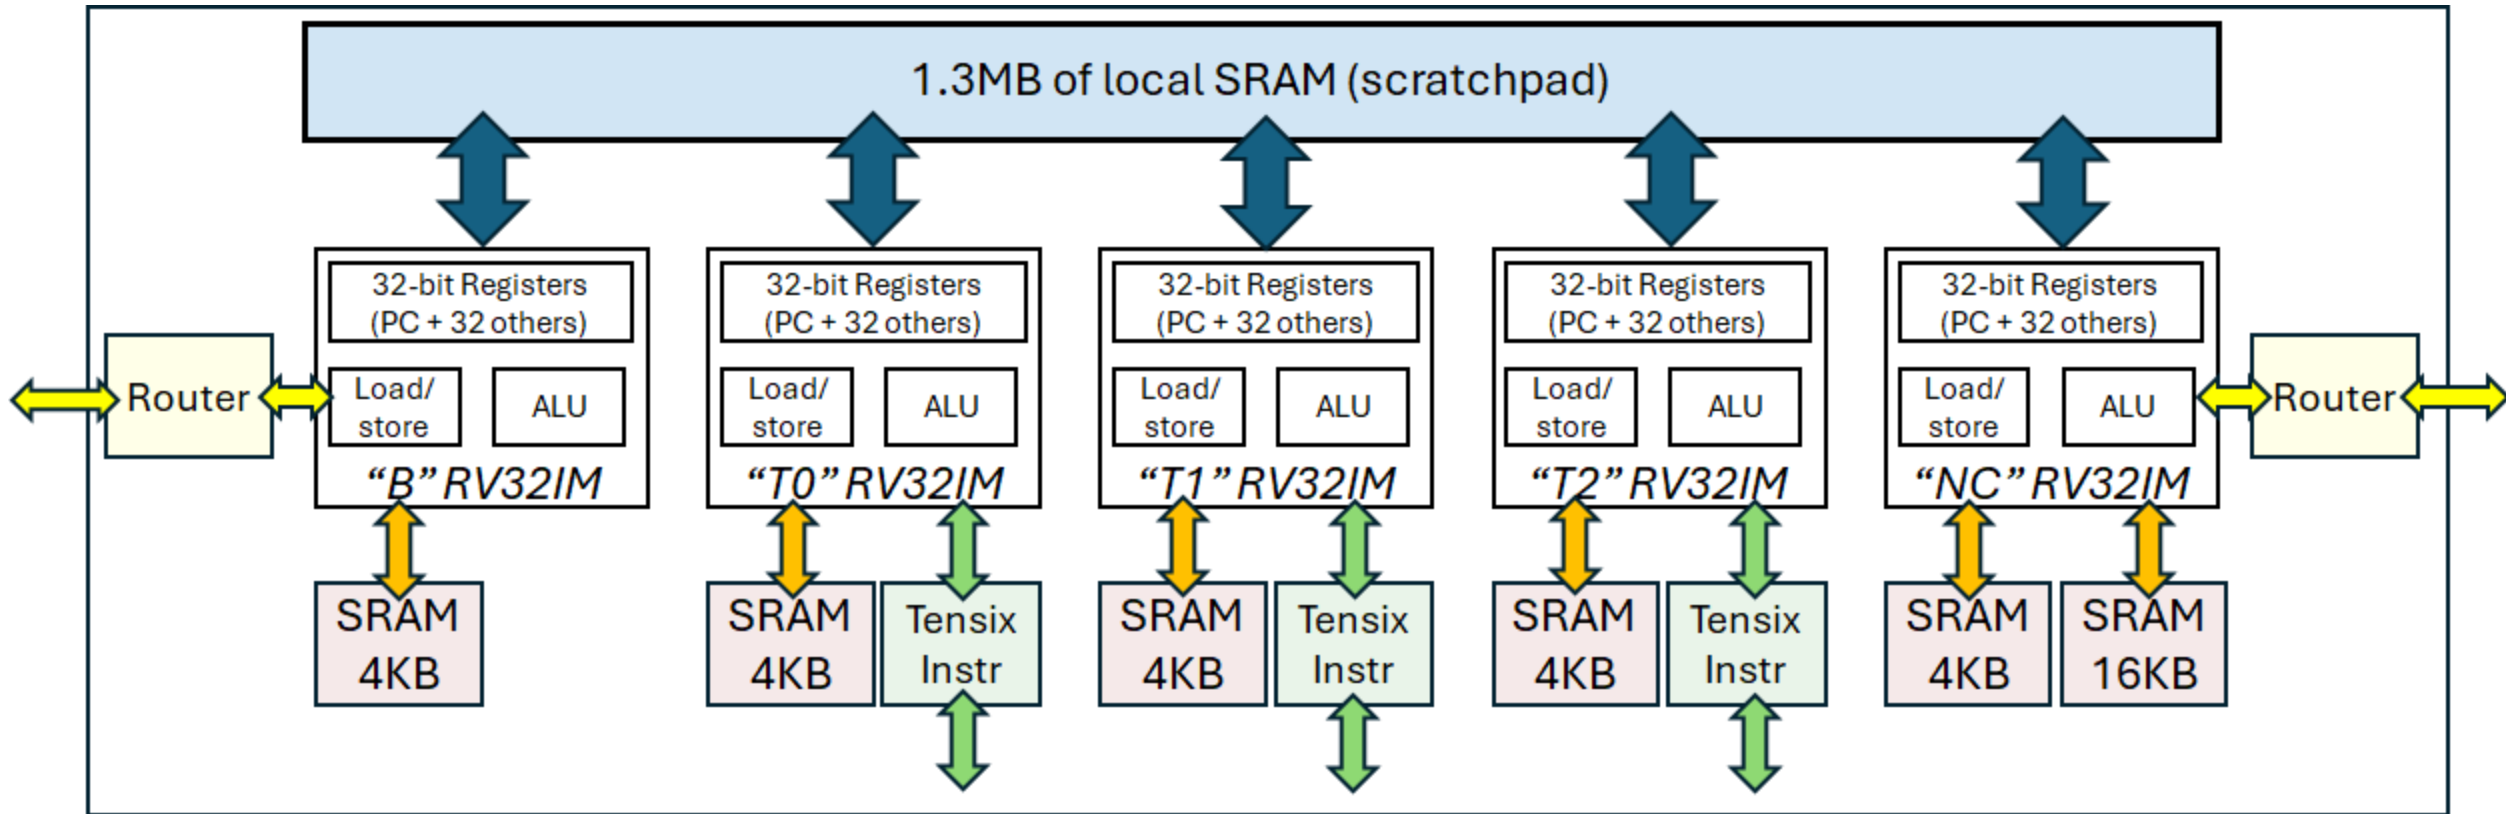 1.3MB of local SRAM (scratchpad)
32-bit Registers
(PC + 32 others)
Load/
store
ALU
“B” RV32IM
32-bit Registers
(PC + 32 others)
Load/
store
ALU
“T0” RV32IM
32-bit Registers
(PC + 32 others)
Load/
store
ALU
“T1” RV32IM
32-bit Registers
(PC + 32 others)
Load/
store
ALU
“T2” RV32IM
32-bit Registers
(PC + 32 others)
Load/
store
ALU
“NC” RV32IM
Router
Router
SRAM
4KB
SRAM
4KB
Tensix
Instr
SRAM
4KB
Tensix
Instr
SRAM
4KB
Tensix
Instr
SRAM
4KB
SRAM
16KB